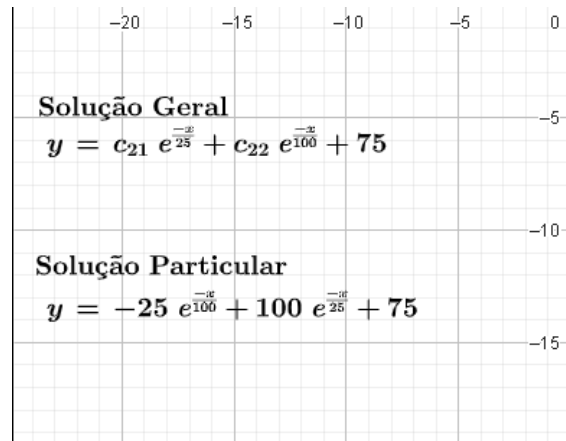 −20 −15 −10 −5 0
Solução Geral
−5
y = c₂₁ e^(−x/25) + c₂₂ e^(−x/100) + 75
−10
Solução Particular
y = −25 e^(−x/100) + 100 e^(−x/25) + 75
−15